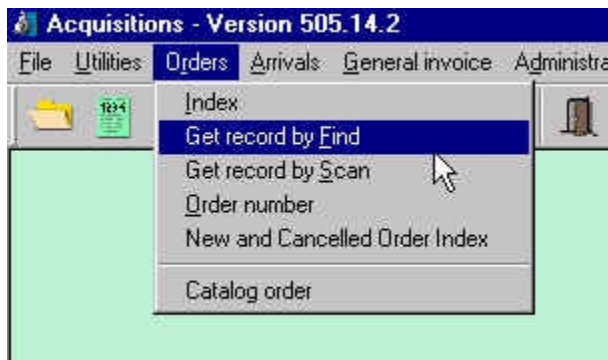 Acquisitions - Version 505.14.2
File Utilities Orders Arrivals General invoice Administra
1234
Index
Get record by Find
Get record by Scan
Order number
New and Cancelled Order Index
Catalog order